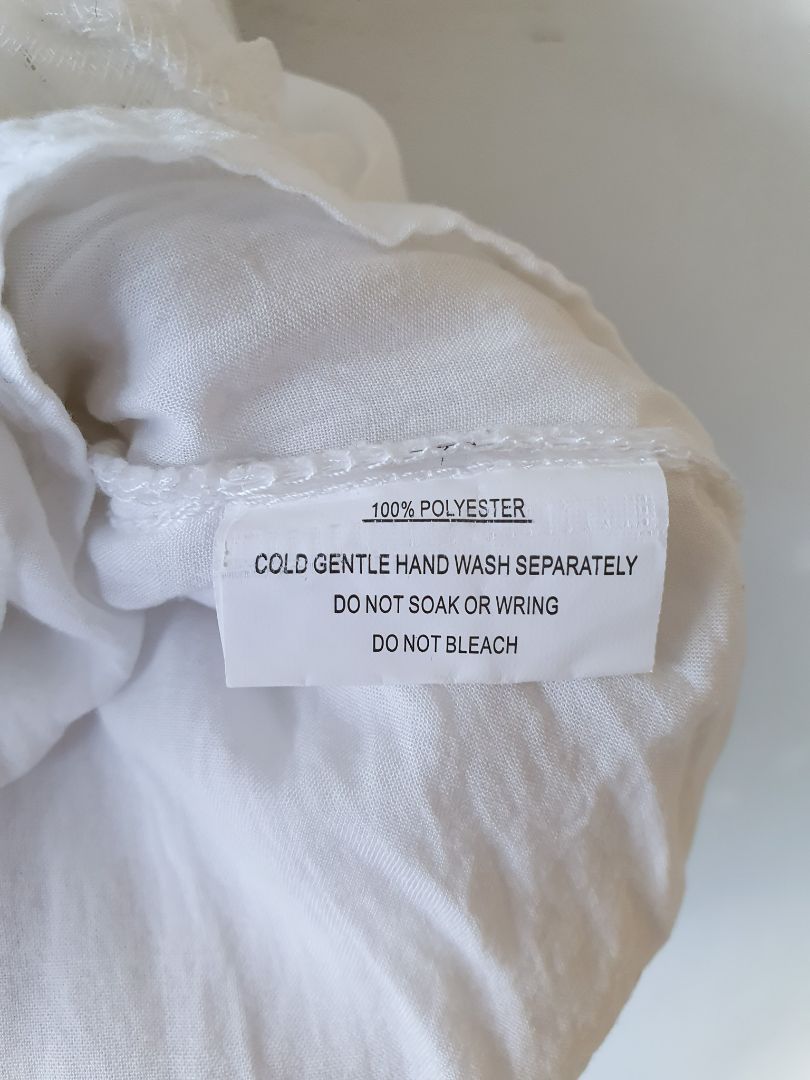 100% POLYESTER
COLD GENTLE HAND WASH SEPARATELY
DO NOT SOAK OR WRING
DO NOT BLEACH